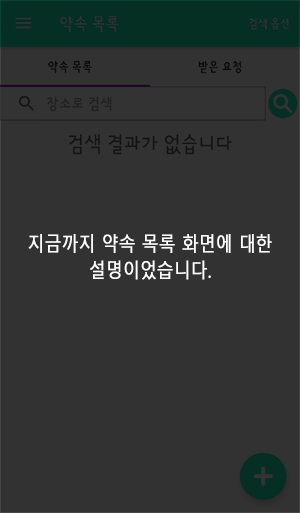 약속 목록
검색 옵션
약속 목록
받은 요청
장소로 검색
검색 결과가 없습니다
지금까지 약속 목록 화면에 대한
설명이었습니다.